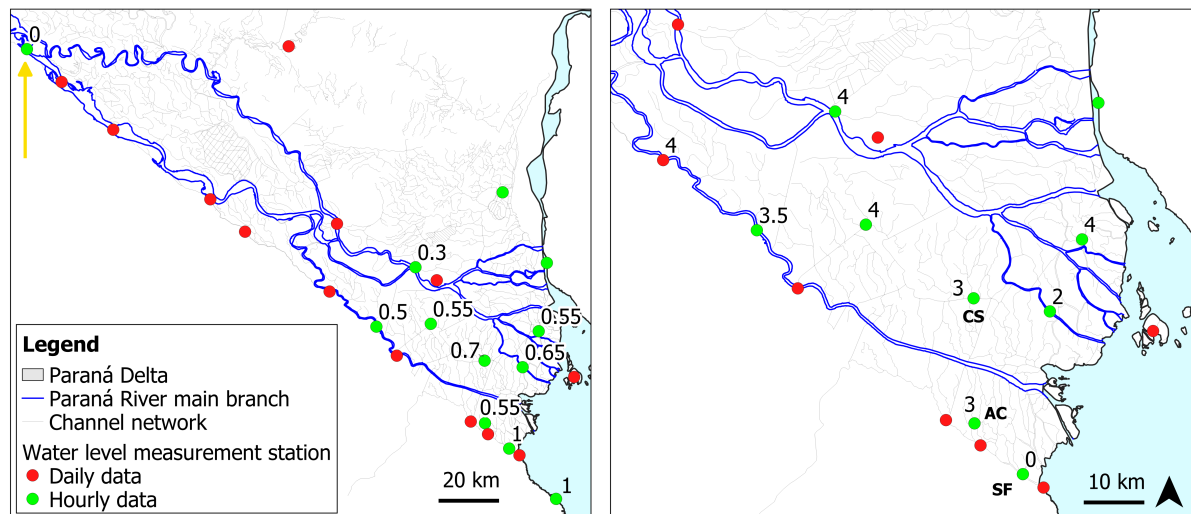 0
0.3
0.5
0.55
0.55
0.7
0.65
0.55
1
1
Legend
Paraná Delta
Paraná River main branch
Channel network
Water level measurement station
Daily data
Hourly data
20 km
4
4
3.5
4
4
3
CS
2
3
AC
0
SF
10 km